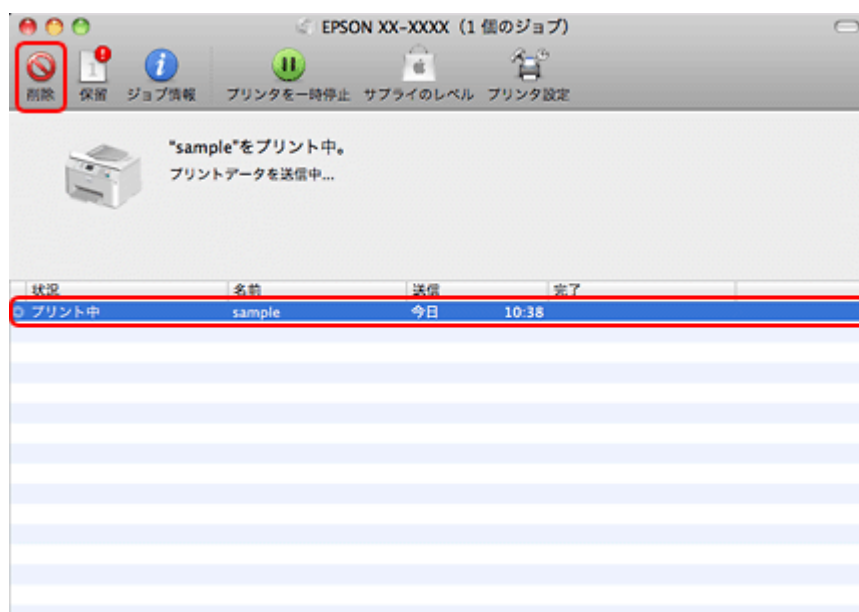 EPSON XX-XXXX（1 個のジョブ）
1
削除 保留 ジョブ情報 プリンタを一時停止 サプライのレベル プリンタ設定
"sample"をプリント中。
プリントデータを送信中...
状況 名前 送信 完了
プリント中 sample 今日 10:38